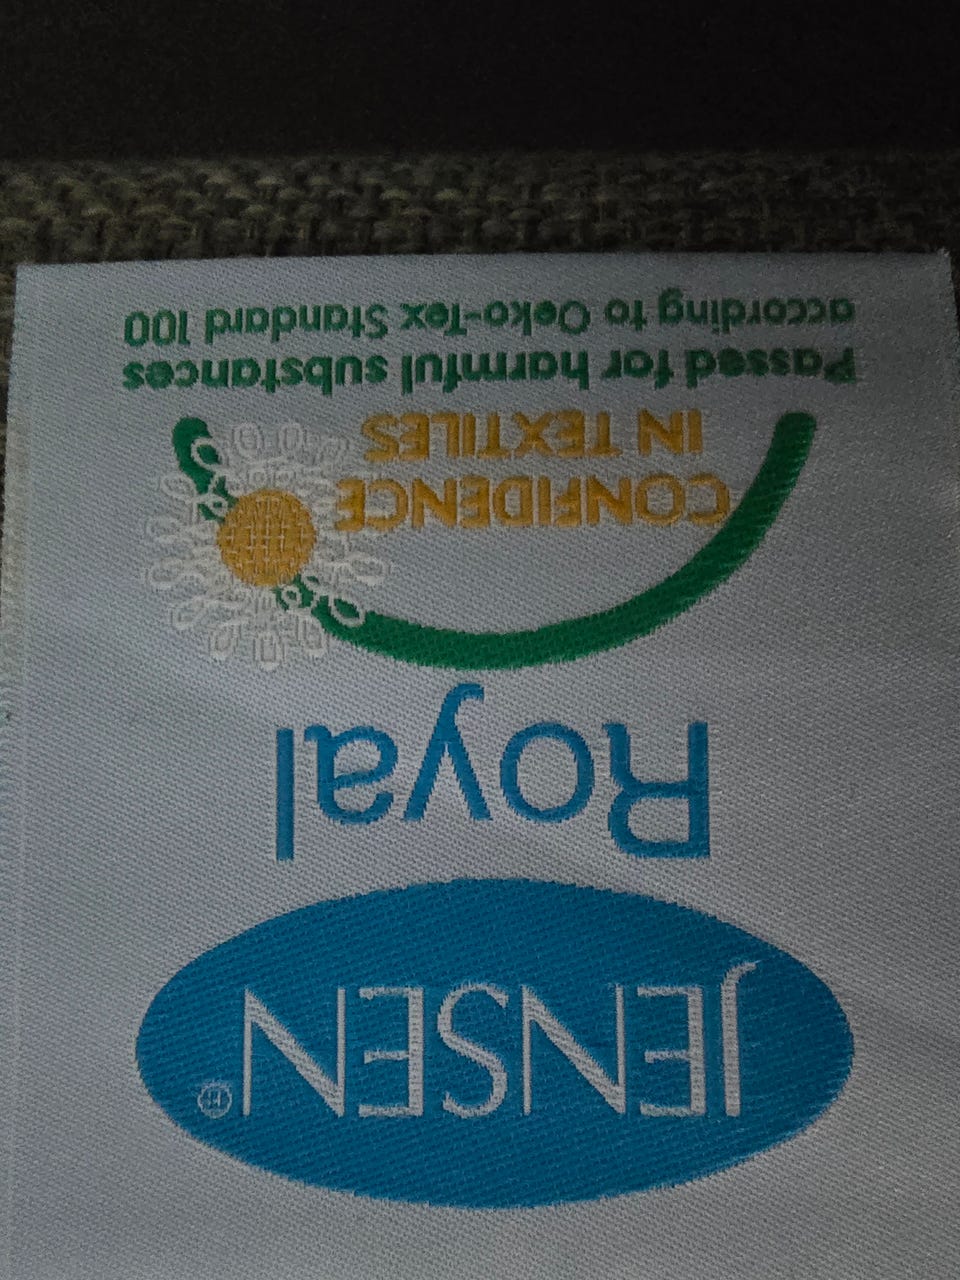 JENSEN®
Royal
CONFIDENCE
IN TEXTILES
Passed for harmful substances
according to Oeko-Tex Standard 100